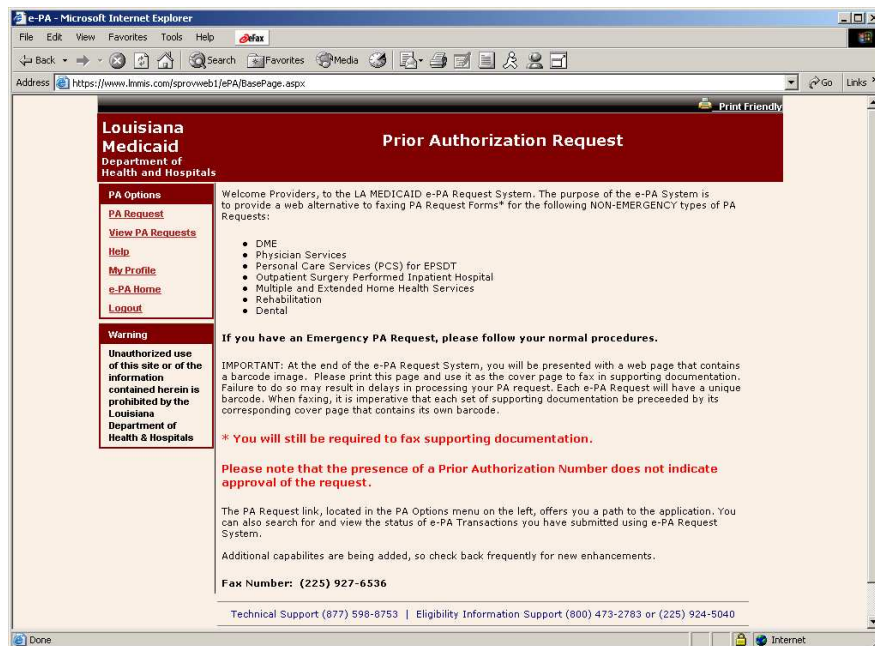 e-PA - Microsoft Internet Explorer
File Edit View Favorites Tools Help eFax
Back Search Favorites Media
Address https://www.lmmis.com/sprovweb1/ePA/BasePage.aspx Go Links
Print Friendly
Louisiana
Medicaid
Department of
Health and Hospitals
Prior Authorization Request
PA Options
PA Request
View PA Requests
Help
My Profile
e-PA Home
Logout
Warning
Unauthorized use
of this site or of the
information
contained herein is
prohibited by the
Louisiana
Department of
Health & Hospitals
Welcome Providers, to the LA MEDICAID e-PA Request System. The purpose of the e-PA System is
to provide a web alternative to faxing PA Request Forms* for the following NON-EMERGENCY types of PA
Requests:
• DME
• Physician Services
• Personal Care Services (PCS) for EPSDT
• Outpatient Surgery Performed Inpatient Hospital
• Multiple and Extended Home Health Services
• Rehabilitation
• Dental
If you have an Emergency PA Request, please follow your normal procedures.
IMPORTANT: At the end of the e-PA Request System, you will be presented with a web page that contains
a barcode image. Please print this page and use it as the cover page to fax in supporting documentation.
Failure to do so may result in delays in processing your PA request. Each e-PA Request will have a unique
barcode. When faxing, it is imperative that each set of supporting documentation be preceeded by its
corresponding cover page that contains its own barcode.
* You will still be required to fax supporting documentation.
Please note that the presence of a Prior Authorization Number does not indicate
approval of the request.
The PA Request link, located in the PA Options menu on the left, offers you a path to the application. You
can also search for and view the status of e-PA Transactions you have submitted using e-PA Request
System.
Additional capabilites are being added, so check back frequently for new enhancements.
Fax Number: (225) 927-6536
Technical Support (877) 598-8753 | Eligibility Information Support (800) 473-2783 or (225) 924-5040
Done Internet